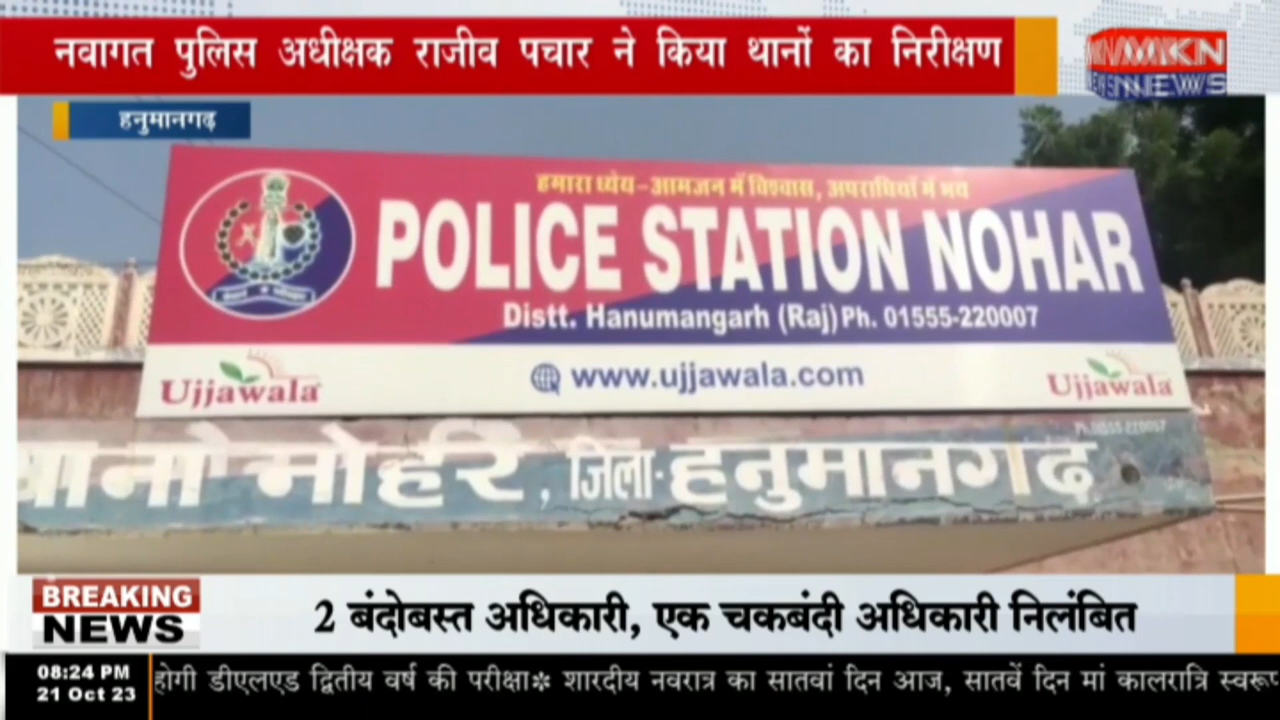 नवागत पुलिस अधीक्षक राजीव पचार ने किया थानों का निरीक्षण
MKN
NEWS
हनुमानगढ़
हमारा ध्येय-आमजन में विश्वास, अपराधियों में भय
POLICE STATION NOHAR
Distt. Hanumangarh (Raj) Ph. 01555-220007
Ujjawala
www.ujjawala.com
Ujjawala
नोहर, जिला-हनुमानगढ़
BREAKING
NEWS
2 बंदोबस्त अधिकारी, एक चकबंदी अधिकारी निलंबित
08:24 PM
21 Oct 23
होगी डीएलएड द्वितीय वर्ष की परीक्षा* शारदीय नवरात्र का सातवां दिन आज, सातवें दिन मां कालरात्रि स्वरूप